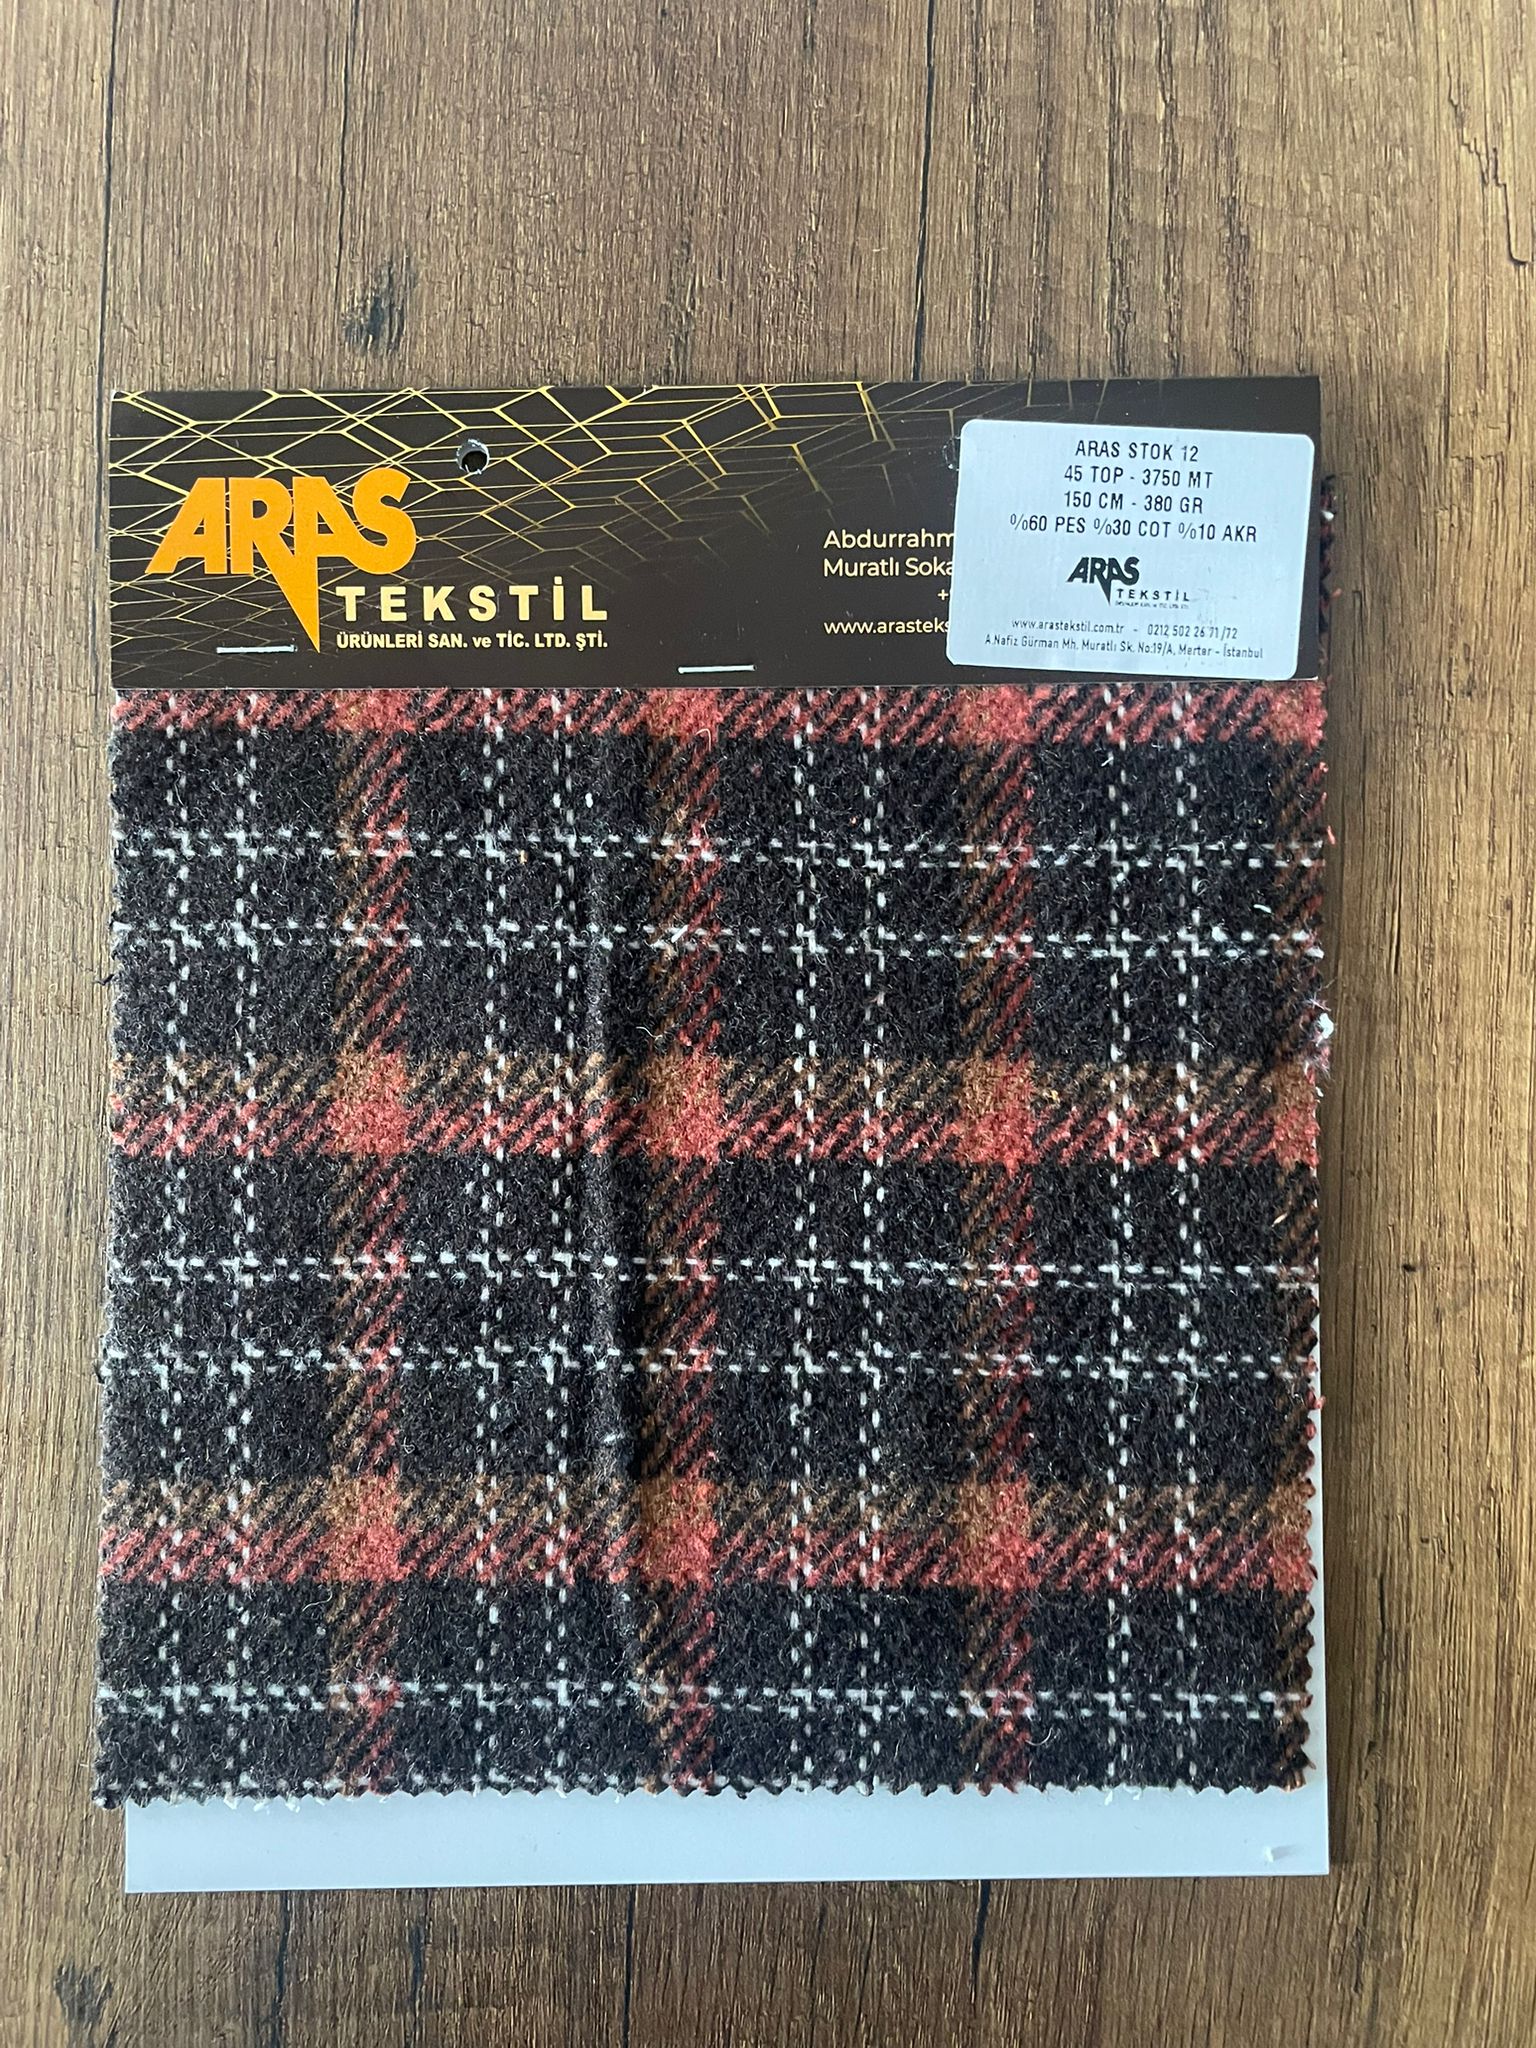 ARAS
TEKSTİL
ÜRÜNLERİ SAN. ve TİC. LTD. ŞTİ.
Abdurrahm
Muratlı Soka
+
www.arasteks
ARAS STOK 12
45 TOP - 3750 MT
150 CM - 380 GR
%60 PES %30 COT %10 AKR
ARAS
TEKSTİL
www.arastekstil.com.tr - 0212 502 26 71/72
A.Nafiz Gürman Mh. Muratlı Sk. No:19/A, Merter - İstanbul